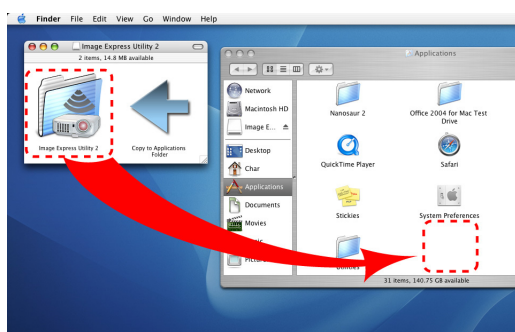 Finder File Edit View Go Window Help
Image Express Utility 2
2 items, 14.8 MB available
Image Express Utility 2
Copy to Applications
Folder
Applications
Network
Macintosh HD
Image E...
Desktop
Char
Applications
Documents
Movies
Nanosaur 2
Office 2004 for Mac Test
Drive
QuickTime Player
Safari
Stickies
System Preferences
31 items, 140.75 GB available